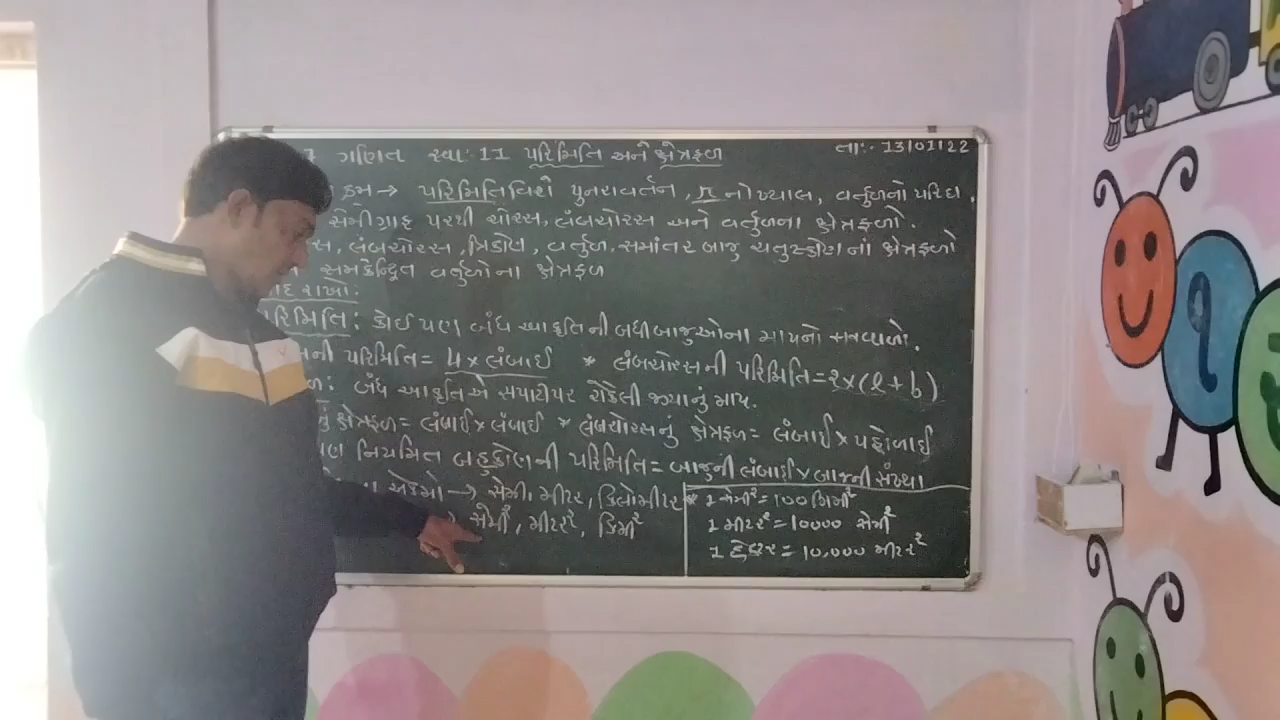 7 ગણિત સ્વા: 11 પરિમિતિ અને ક્ષેત્રફળ તા:- 13/01/22
ક્રમ → પરિમિતિ વિશે પુનરાવર્તન, π નો ખ્યાલ, વર્તુળનો પરિઘ,
સેમીગ્રાફ પરથી ચોરસ, લંબચોરસ અને વર્તુળના ક્ષેત્રફળો.
સ, લંબચોરસ, ત્રિકોણ, વર્તુળ, સમાંતર બાજુ ચતુષ્કોણનાં ક્ષેત્રફળો
સમકેન્દ્રિત વર્તુળોના ક્ષેત્રફળ
યાદ રાખો:
પરિમિતિ: કોઈ પણ બંધ આકૃતિની બધી બાજુઓના માપનો સરવાળો.
ની પરિમિતિ = 4 × લંબાઈ * લંબચોરસની પરિમિતિ = 2 × (l + b)
ળ: બંધ આકૃતિએ સપાટી પર રોકેલી જગ્યાનું માપ.
નું ક્ષેત્રફળ = લંબાઈ × લંબાઈ * લંબચોરસનું ક્ષેત્રફળ = લંબાઈ × પહોળાઈ
પણ નિયમિત બહુકોણની પરિમિતિ = બાજુની લંબાઈ × બાજુની સંખ્યા
ના એકમો → સેમી, મીટર, કિલોમીટર * 1 સેમી² = 100 મિમી²
→ સેમી², મીટર², કિમી² 1 મીટર² = 10000 સેમી²
1 હેક્ટર = 10,000 મીટર²